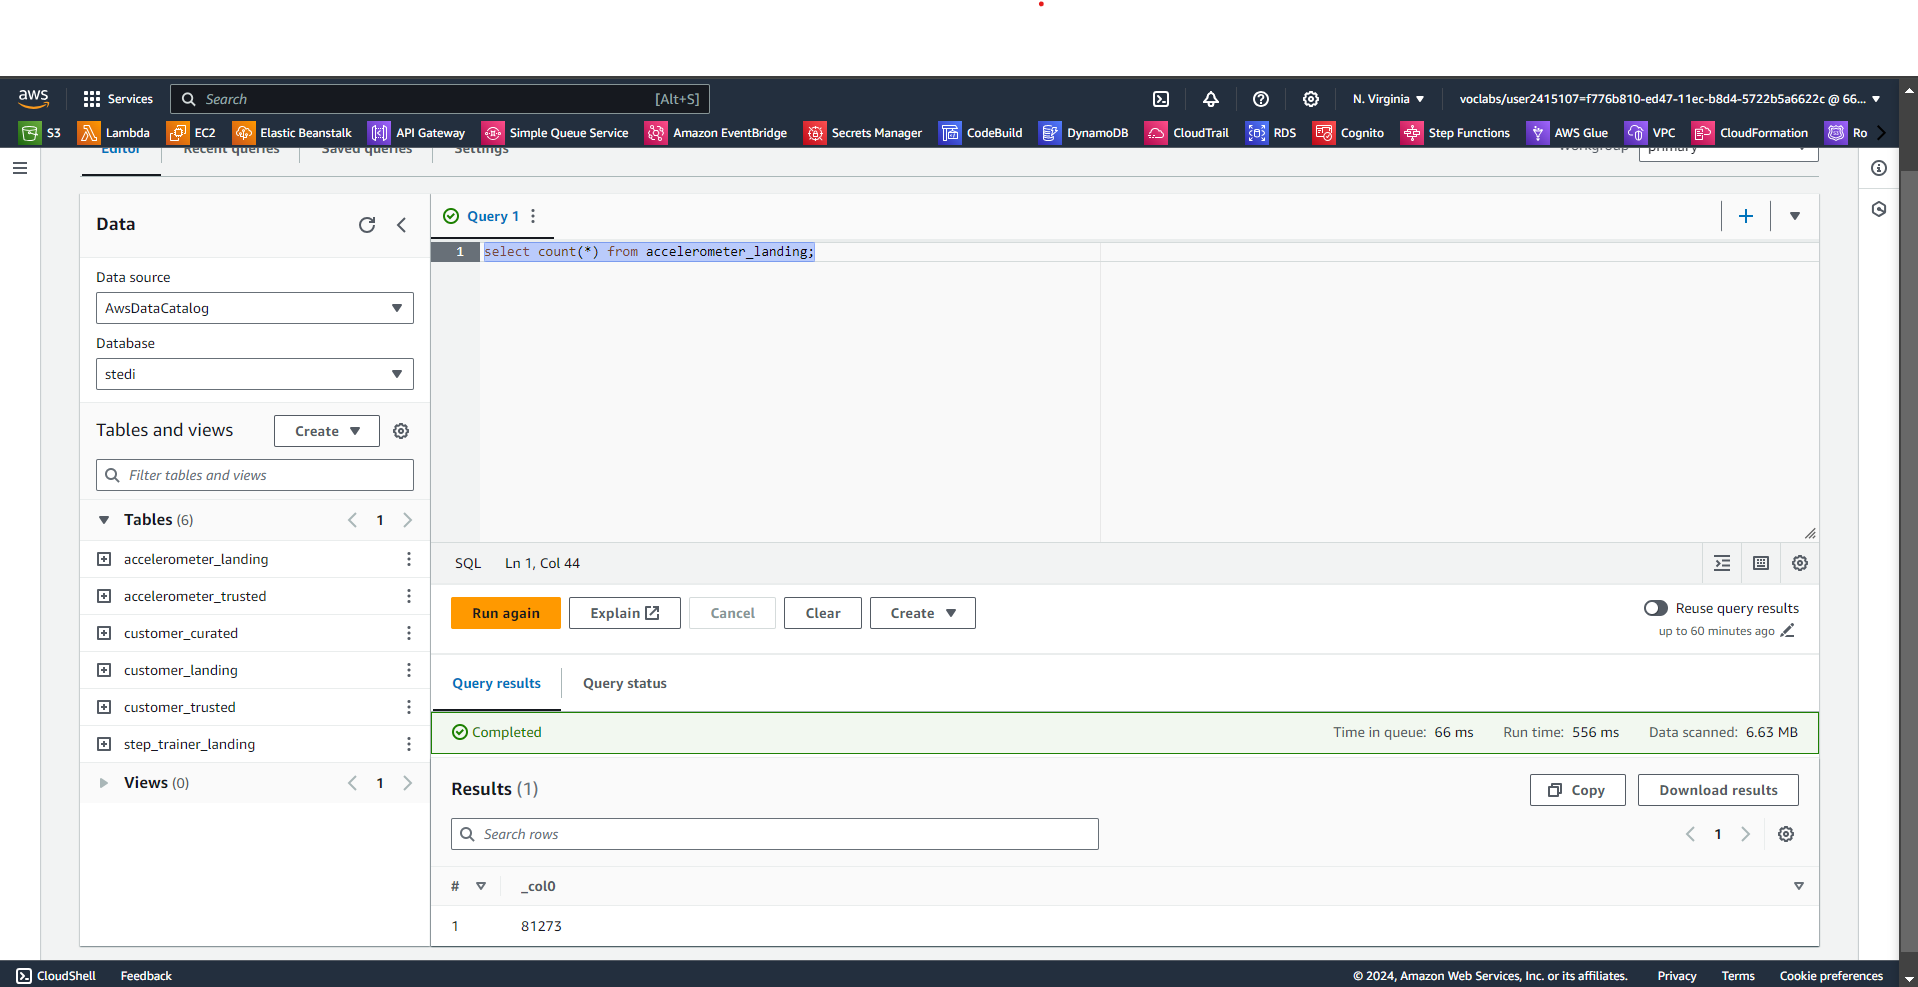 aws
Services
Search
[Alt+S]
N. Virginia
voclabs/user2415107=f776b810-ed47-11ec-b8d4-5722b5a6622c @ 66...
S3
Lambda
EC2
Elastic Beanstalk
API Gateway
Simple Queue Service
Amazon EventBridge
Secrets Manager
CodeBuild
DynamoDB
CloudTrail
RDS
Cognito
Step Functions
AWS Glue
VPC
CloudFormation
Ro
Editor
Recent queries
Saved queries
Settings
Workgroup
primary
Data
Data source
AwsDataCatalog
Database
stedi
Tables and views
Create
Filter tables and views
Tables (6)
1
accelerometer_landing
accelerometer_trusted
customer_curated
customer_landing
customer_trusted
step_trainer_landing
Views (0)
1
Query 1
1
select count(*) from accelerometer_landing;
SQL
Ln 1, Col 44
Run again
Explain
Cancel
Clear
Create
Reuse query results
up to 60 minutes ago
Query results
Query status
Completed
Time in queue: 66 ms
Run time: 556 ms
Data scanned: 6.63 MB
Results (1)
Copy
Download results
Search rows
1
#
_col0
1
81273
CloudShell
Feedback
© 2024, Amazon Web Services, Inc. or its affiliates.
Privacy
Terms
Cookie preferences